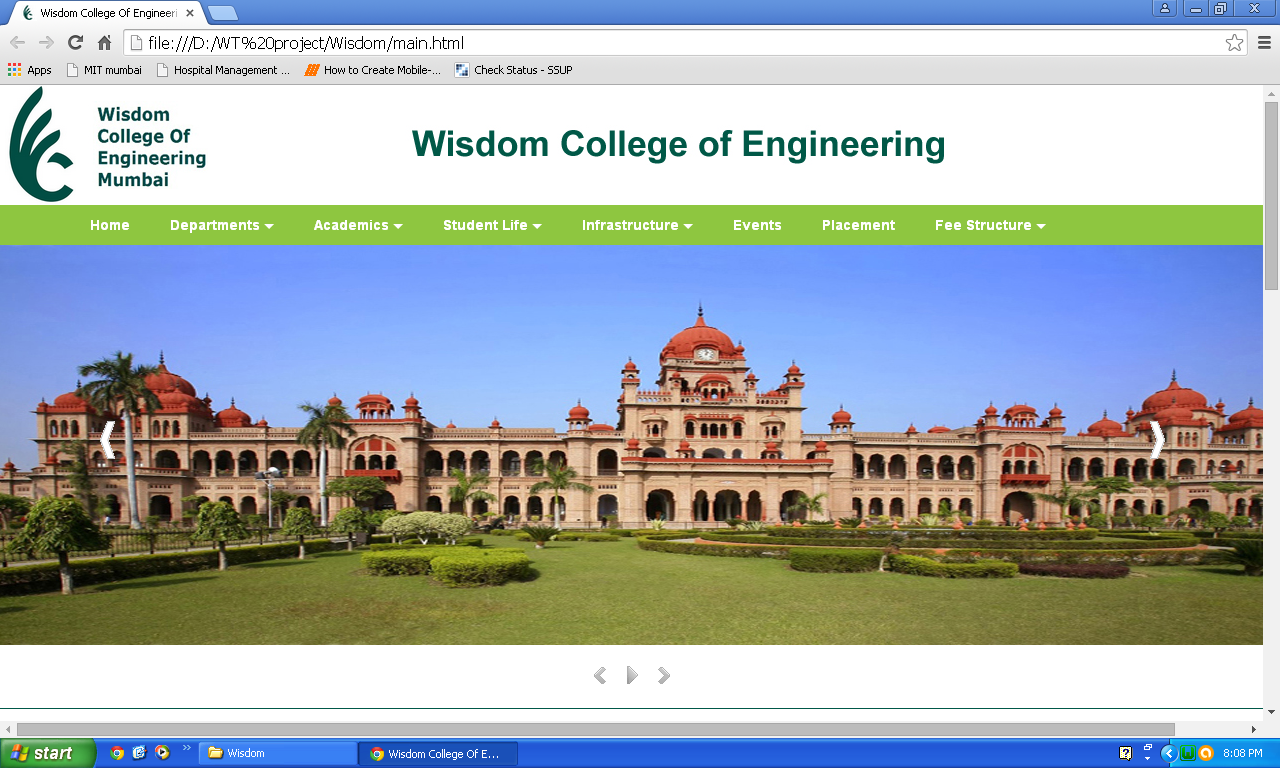 Wisdom College Of Engineeri
file:///D:/WT%20project/Wisdom/main.html
Apps MIT mumbai Hospital Management ... How to Create Mobile-... Check Status - SSUP
Wisdom
College Of
Engineering
Mumbai
Wisdom College of Engineering
Home Departments Academics Student Life Infrastructure Events Placement Fee Structure
start Wisdom Wisdom College Of E... 8:08 PM